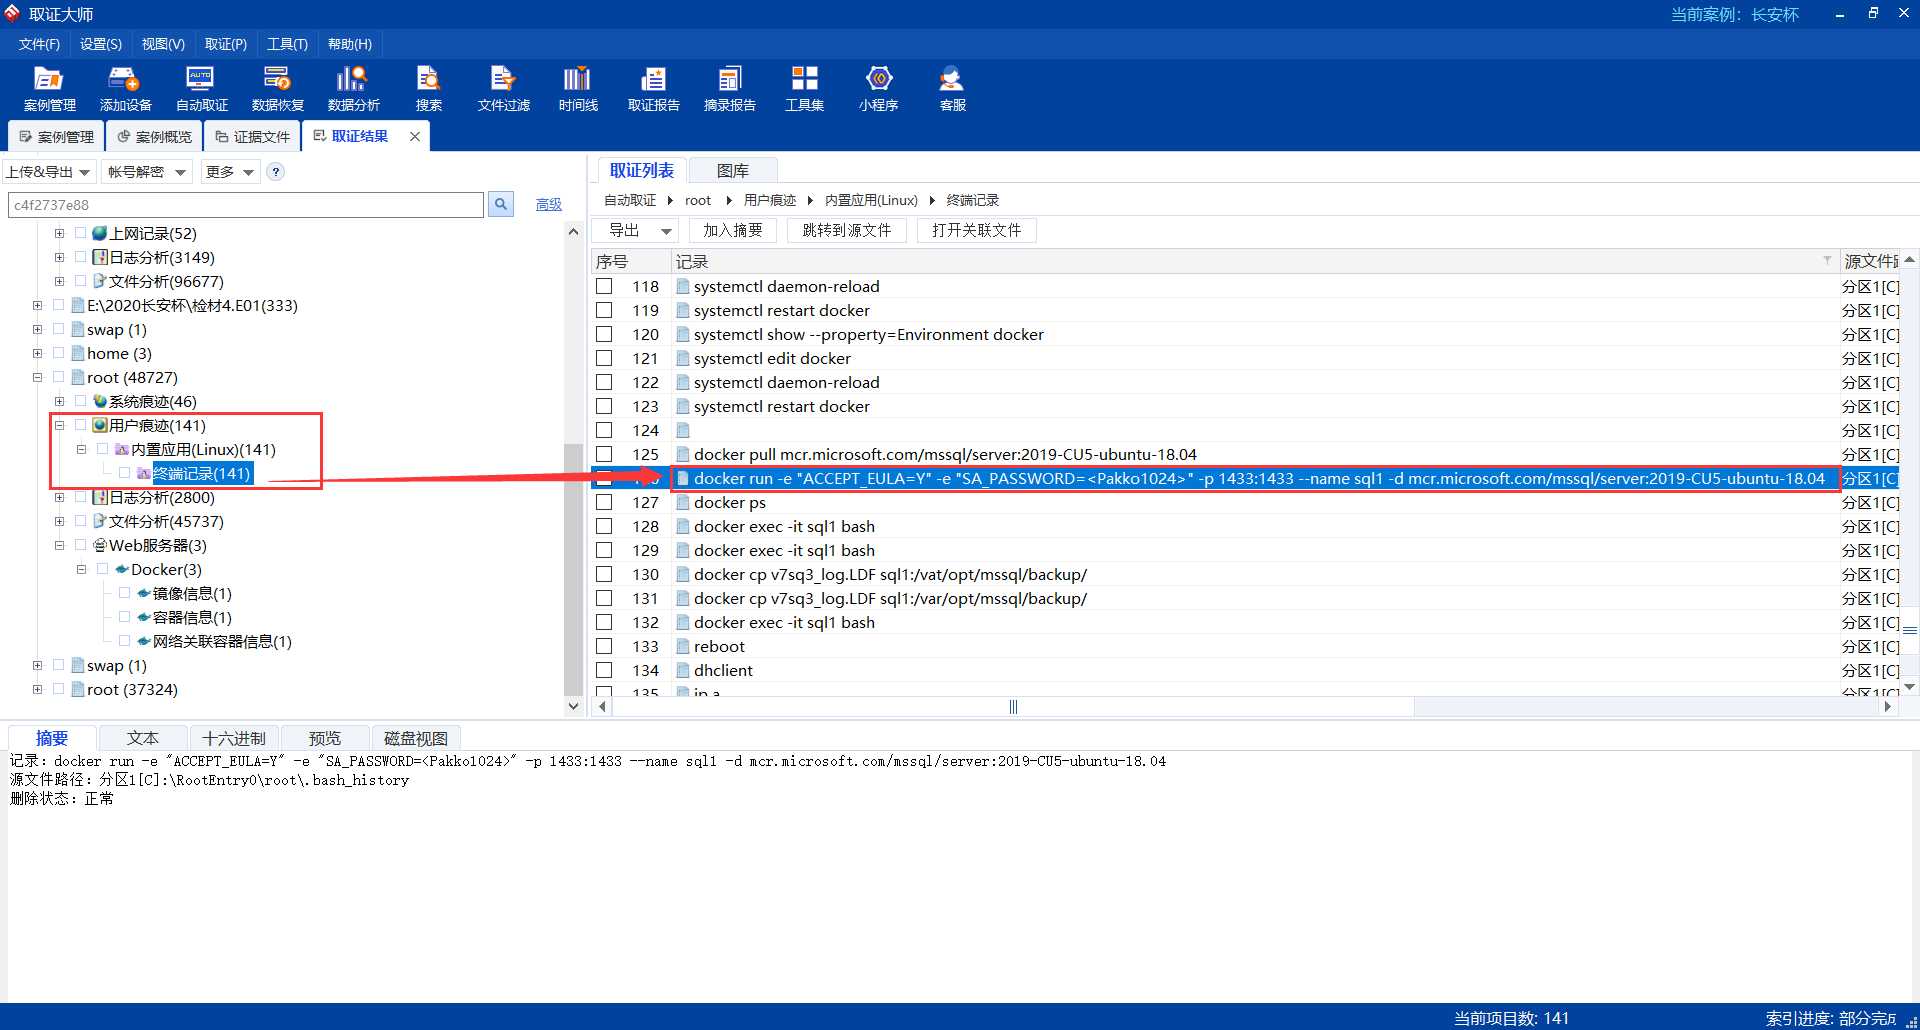 取证大师
当前案例：长安杯
文件(F) 设置(S) 视图(V) 取证(P) 工具(T) 帮助(H)
案例管理 添加设备 自动取证 数据恢复 数据分析 搜索 文件过滤 时间线 取证报告 摘录报告 工具集 小程序 客服
案例管理 案例概览 证据文件 取证结果
上传&导出 帐号解密 更多 ?
c4f2737e88 高级
上网记录(52)
日志分析(3149)
文件分析(96677)
E:\2020长安杯\检材4.E01(333)
swap (1)
home (3)
root (48727)
系统痕迹(46)
用户痕迹(141)
内置应用(Linux)(141)
终端记录(141)
日志分析(2800)
文件分析(45737)
Web服务器(3)
Docker(3)
镜像信息(1)
容器信息(1)
网络关联容器信息(1)
swap (1)
root (37324)
取证列表 图库
自动取证 root 用户痕迹 内置应用(Linux) 终端记录
导出 加入摘要 跳转到源文件 打开关联文件
序号 记录 源文件路
118 systemctl daemon-reload 分区1[C]
119 systemctl restart docker 分区1[C]
120 systemctl show --property=Environment docker 分区1[C]
121 systemctl edit docker 分区1[C]
122 systemctl daemon-reload 分区1[C]
123 systemctl restart docker 分区1[C]
124 分区1[C]
125 docker pull mcr.microsoft.com/mssql/server:2019-CU5-ubuntu-18.04 分区1[C]
docker run -e "ACCEPT_EULA=Y" -e "SA_PASSWORD=<Pakko1024>" -p 1433:1433 --name sql1 -d mcr.microsoft.com/mssql/server:2019-CU5-ubuntu-18.04 分区1[C]
127 docker ps 分区1[C]
128 docker exec -it sql1 bash 分区1[C]
129 docker exec -it sql1 bash 分区1[C]
130 docker cp v7sq3_log.LDF sql1:/vat/opt/mssql/backup/ 分区1[C]
131 docker cp v7sq3_log.LDF sql1:/var/opt/mssql/backup/ 分区1[C]
132 docker exec -it sql1 bash 分区1[C]
133 reboot 分区1[C]
134 dhclient 分区1[C]
135 ip a 分区1[C]
摘要 文本 十六进制 预览 磁盘视图
记录：docker run -e "ACCEPT_EULA=Y" -e "SA_PASSWORD=<Pakko1024>" -p 1433:1433 --name sql1 -d mcr.microsoft.com/mssql/server:2019-CU5-ubuntu-18.04
源文件路径：分区1[C]:\RootEntry0\root\.bash_history
删除状态：正常
当前项目数: 141 索引进度: 部分完成